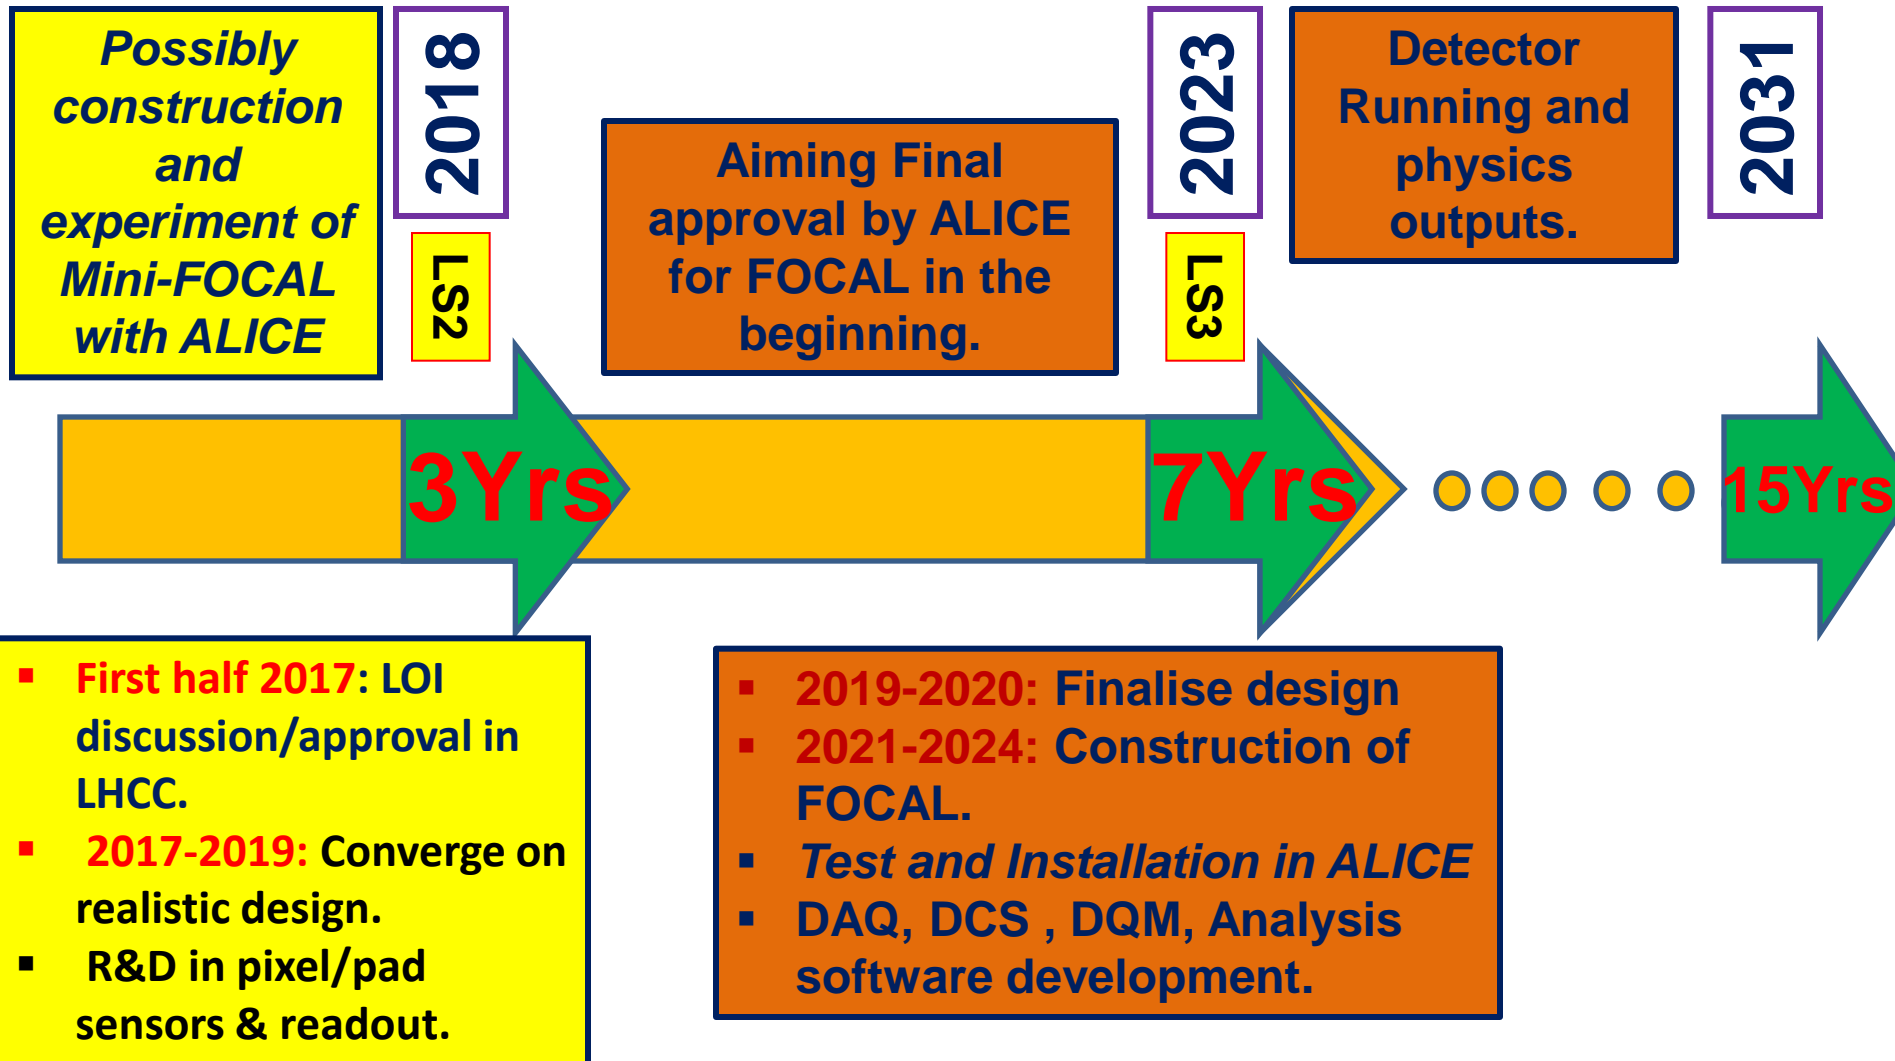 Possibly
construction
and
experiment of
Mini-FOCAL
with ALICE
2018
LS2
Aiming Final
approval by ALICE
for FOCAL in the
beginning.
2023
LS3
Detector
Running and
physics
outputs.
2031
3Yrs
7Yrs
15Yrs
▪ First half 2017: LOI
discussion/approval in
LHCC.
▪ 2017-2019: Converge on
realistic design.
▪ R&D in pixel/pad
sensors & readout.
▪ 2019-2020: Finalise design
▪ 2021-2024: Construction of
FOCAL.
▪ Test and Installation in ALICE
▪ DAQ, DCS , DQM, Analysis
software development.